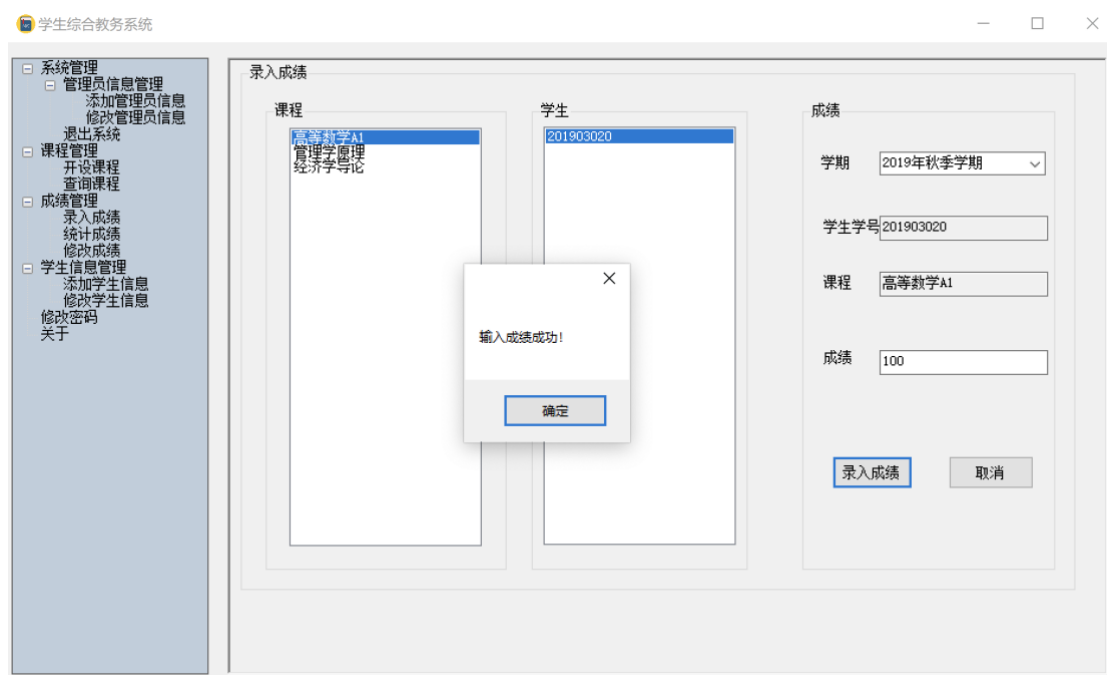 学生综合教务系统
系统管理
管理员信息管理
添加管理员信息
修改管理员信息
退出系统
课程管理
开设课程
查询课程
成绩管理
录入成绩
统计成绩
修改成绩
学生信息管理
添加学生信息
修改学生信息
修改密码
关于
录入成绩
课程
高等数学A1
管理学原理
经济学导论
学生
201903020
成绩
学期 2019年秋季学期
学生学号 201903020
课程 高等数学A1
成绩 100
录入成绩 取消
输入成绩成功!
确定